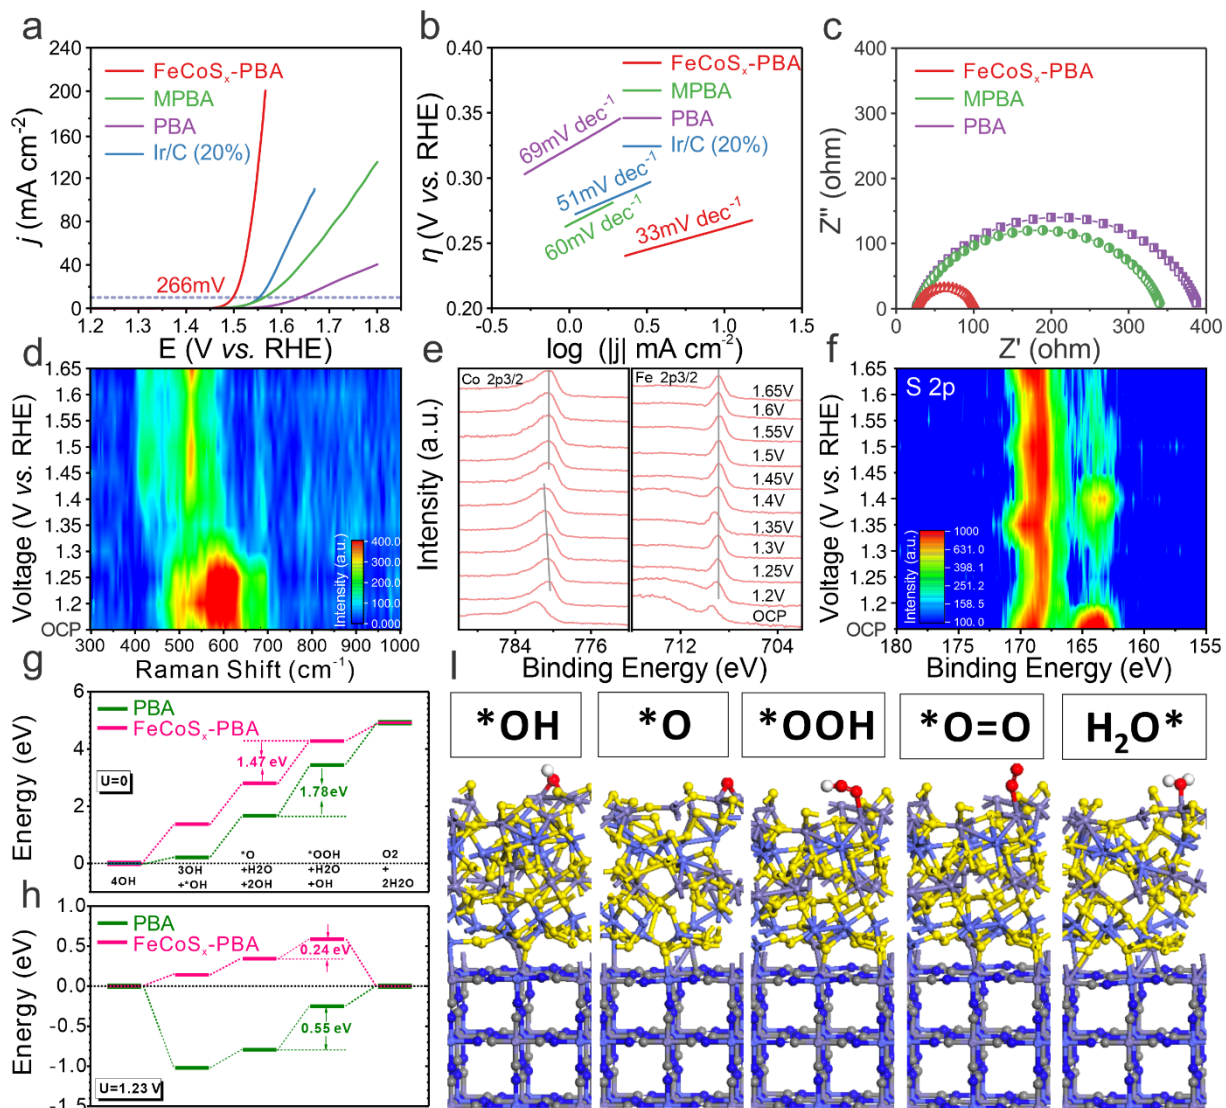 a
240
200
160
120
80
40
0
j (mA cm⁻²)
FeCoSₓ-PBA
MPBA
PBA
Ir/C (20%)
266mV
1.2 1.3 1.4 1.5 1.6 1.7 1.8
E (V vs. RHE)
b
0.40
0.35
0.30
0.25
0.20
η (V vs. RHE)
FeCoSₓ-PBA
MPBA
PBA
Ir/C (20%)
69mV dec⁻¹
51mV dec⁻¹
60mV dec⁻¹
33mV dec⁻¹
-0.5 0.0 0.5 1.0 1.5
log (|j| mA cm⁻²)
c
400
300
200
100
0
Z" (ohm)
FeCoSₓ-PBA
MPBA
PBA
0 100 200 300 400
Z' (ohm)
d
1.65
1.6
1.55
1.5
1.45
1.4
1.35
1.3
1.25
1.2
OCP
Voltage (V vs. RHE)
Intensity (a.u.)
400.0
300.0
200.0
100.0
0.000
300 400 500 600 700 800 900 1000
Raman Shift (cm⁻¹)
e
Intensity (a.u.)
Co 2p3/2
Fe 2p3/2
1.65V
1.6V
1.55V
1.5V
1.45V
1.4V
1.35V
1.3V
1.25V
1.2V
OCP
784 776 712 704
Binding Energy (eV)
f
S 2p
1.65
1.6
1.55
1.5
1.45
1.4
1.35
1.3
1.25
1.2
OCP
Voltage (V vs. RHE)
Intensity (a.u.)
1000
631.0
398.1
251.2
158.5
100.0
180 175 170 165 160 155
Binding Energy (eV)
g
6
4
2
0
Energy (eV)
PBA
FeCoSₓ-PBA
U=0
1.47 eV
1.78eV
4OH
3OH
+*OH
*O
+H2O
+2OH
*OOH
+H2O
+OH
O2
+
2H2O
h
1.0
0.5
0.0
-0.5
-1.0
-1.5
Energy (eV)
PBA
FeCoSₓ-PBA
0.24 eV
0.55 eV
U=1.23 V
l
*OH
*O
*OOH
*O=O
H₂O*